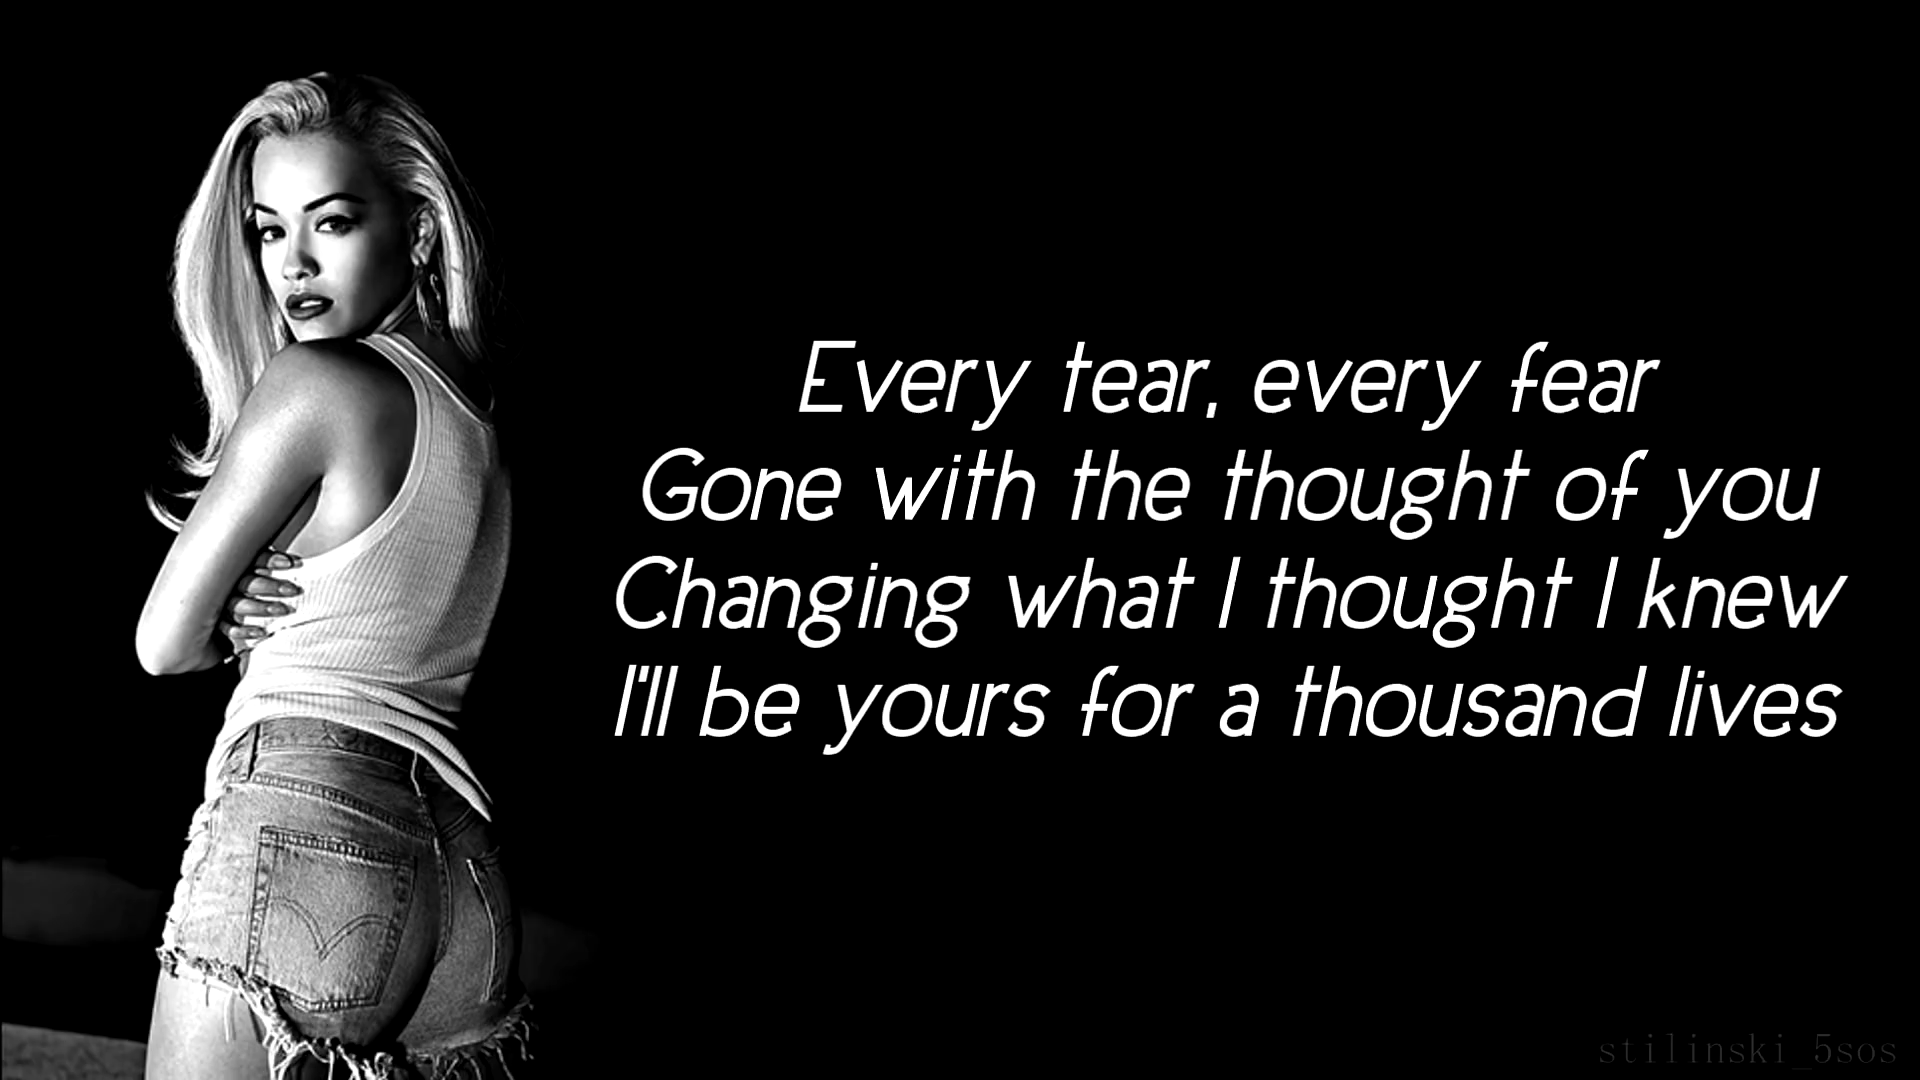 Every tear, every fear
Gone with the thought of you
Changing what I thought I knew
I'll be yours for a thousand lives
stilinski_5sos